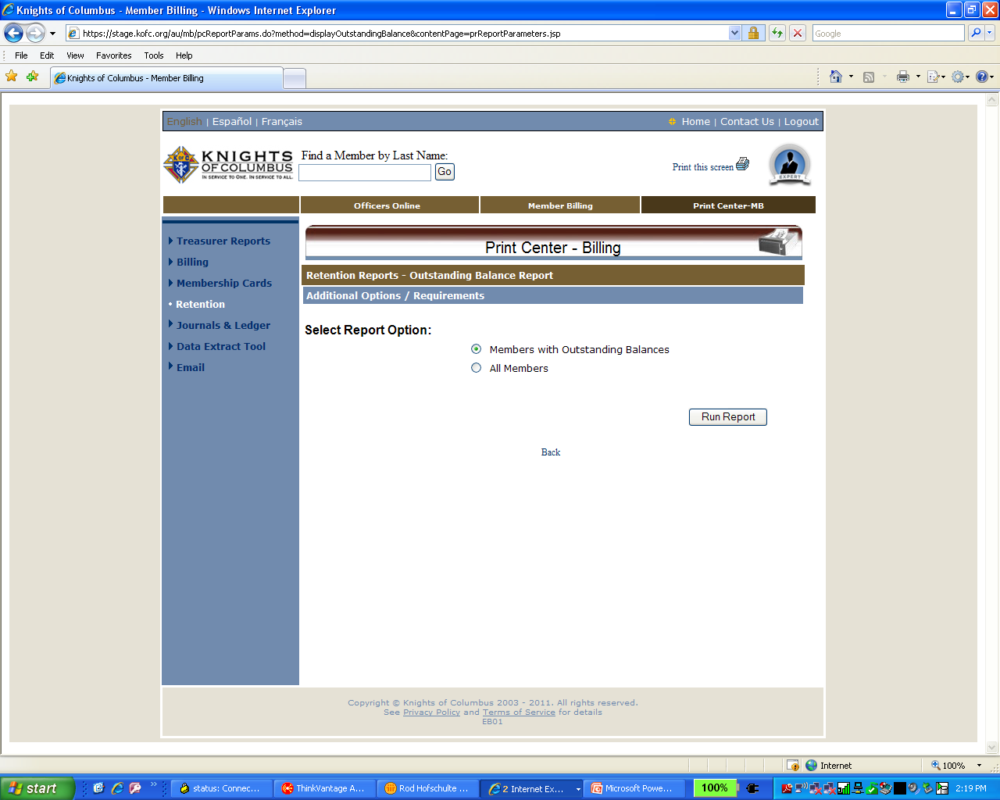 Knights of Columbus - Member Billing - Windows Internet Explorer
https://stage.kofc.org/au/mb/pcReportParams.do?method=displayOutstandingBalance&contentPage=prReportParameters.jsp
Google
File Edit View Favorites Tools Help
Knights of Columbus - Member Billing
English | Español | Français
Home | Contact Us | Logout
K of C
KNIGHTS
OF COLUMBUS
IN SERVICE TO ONE. IN SERVICE TO ALL.
Find a Member by Last Name:
Go
Print this screen
EXPERT
Officers Online Member Billing Print Center-MB
Treasurer Reports
Billing
Membership Cards
Retention
Journals & Ledger
Data Extract Tool
Email
Print Center - Billing
Retention Reports - Outstanding Balance Report
Additional Options / Requirements
Select Report Option:
Members with Outstanding Balances
All Members
Run Report
Back
Copyright © Knights of Columbus 2003 - 2011. All rights reserved.
See Privacy Policy and Terms of Service for details
EB01
Internet 100%
start status: Connec... ThinkVantage A... Rod Hofschulte ... 2 Internet Ex... Microsoft Powe... 100% 2:19 PM